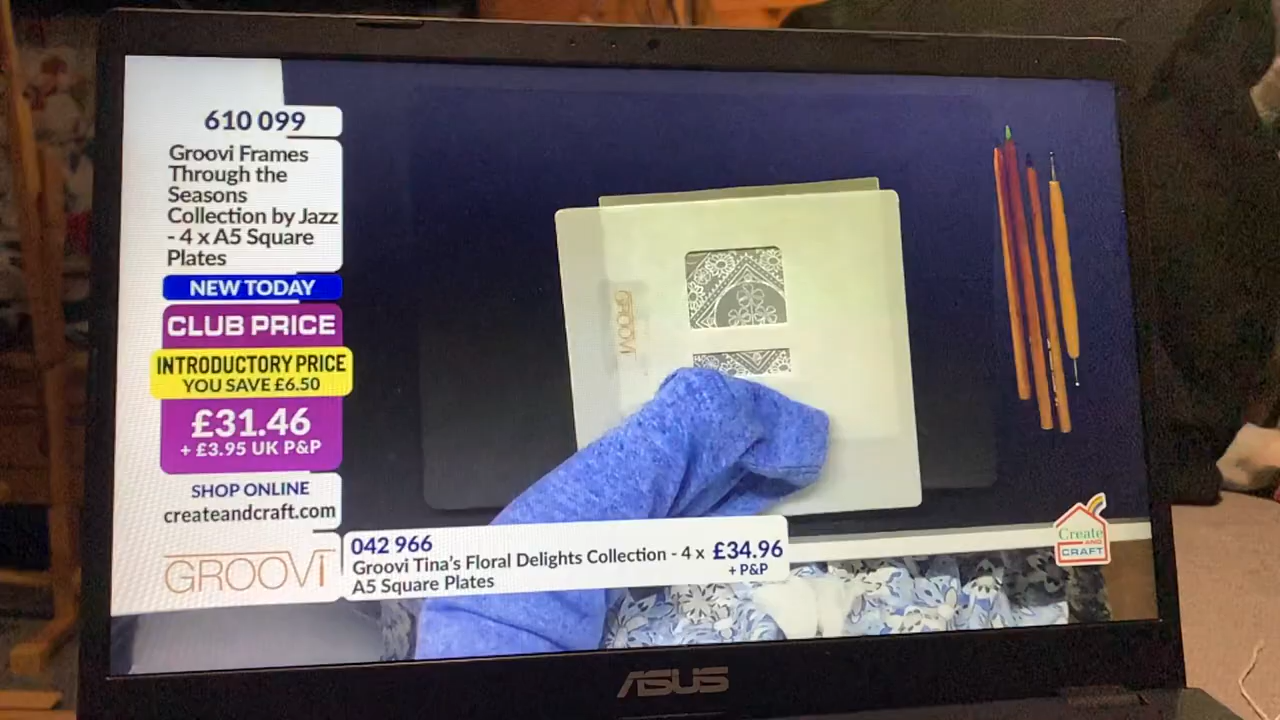 610 099
Groovi Frames
Through the
Seasons
Collection by Jazz
- 4 x A5 Square
Plates
NEW TODAY
CLUB PRICE
INTRODUCTORY PRICE
YOU SAVE £6.50
£31.46
+ £3.95 UK P&P
SHOP ONLINE
createandcraft.com
GROOVI
042 966
Groovi Tina's Floral Delights Collection - 4 x
A5 Square Plates
£34.96
+ P&P
GROOVI
Create
AND
CRAFT
ASUS